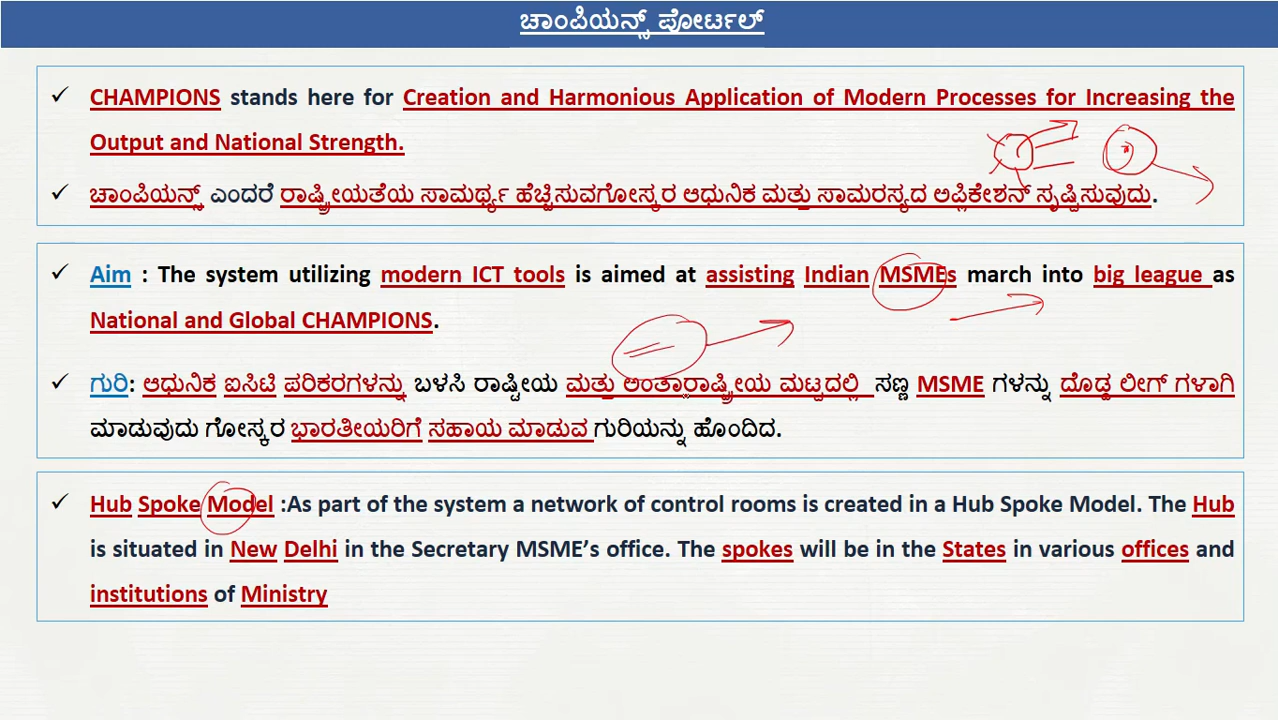 ಚಾಂಪಿಯನ್ಸ್ ಪೋರ್ಟಲ್
✓ CHAMPIONS stands here for Creation and Harmonious Application of Modern Processes for Increasing the
Output and National Strength.
✓ ಚಾಂಪಿಯನ್ಸ್ ಎಂದರೆ ರಾಷ್ಟ್ರೀಯತೆಯ ಸಾಮರ್ಥ್ಯ ಹೆಚ್ಚಿಸುವಗೋಸ್ಕರ ಆಧುನಿಕ ಮತ್ತು ಸಾಮರಸ್ಯದ ಅಪ್ಲಿಕೇಶನ್ ಸೃಷ್ಟಿಸುವುದು.
✓ Aim : The system utilizing modern ICT tools is aimed at assisting Indian MSMEs march into big league as
National and Global CHAMPIONS.
✓ ಗುರಿ: ಆಧುನಿಕ ಐಸಿಟಿ ಪರಿಕರಗಳನ್ನು ಬಳಸಿ ರಾಷ್ಟೀಯ ಮತ್ತು ಅಂತಾರಾಷ್ಟ್ರೀಯ ಮಟ್ಟದಲ್ಲಿ ಸಣ್ಣ MSME ಗಳನ್ನು ದೊಡ್ಡ ಲೀಗ್ ಗಳಾಗಿ
ಮಾಡುವುದು ಗೋಸ್ಕರ ಭಾರತೀಯರಿಗೆ ಸಹಾಯ ಮಾಡುವ ಗುರಿಯನ್ನು ಹೊಂದಿದೆ.
✓ Hub Spoke Model :As part of the system a network of control rooms is created in a Hub Spoke Model. The Hub
is situated in New Delhi in the Secretary MSME’s office. The spokes will be in the States in various offices and
institutions of Ministry